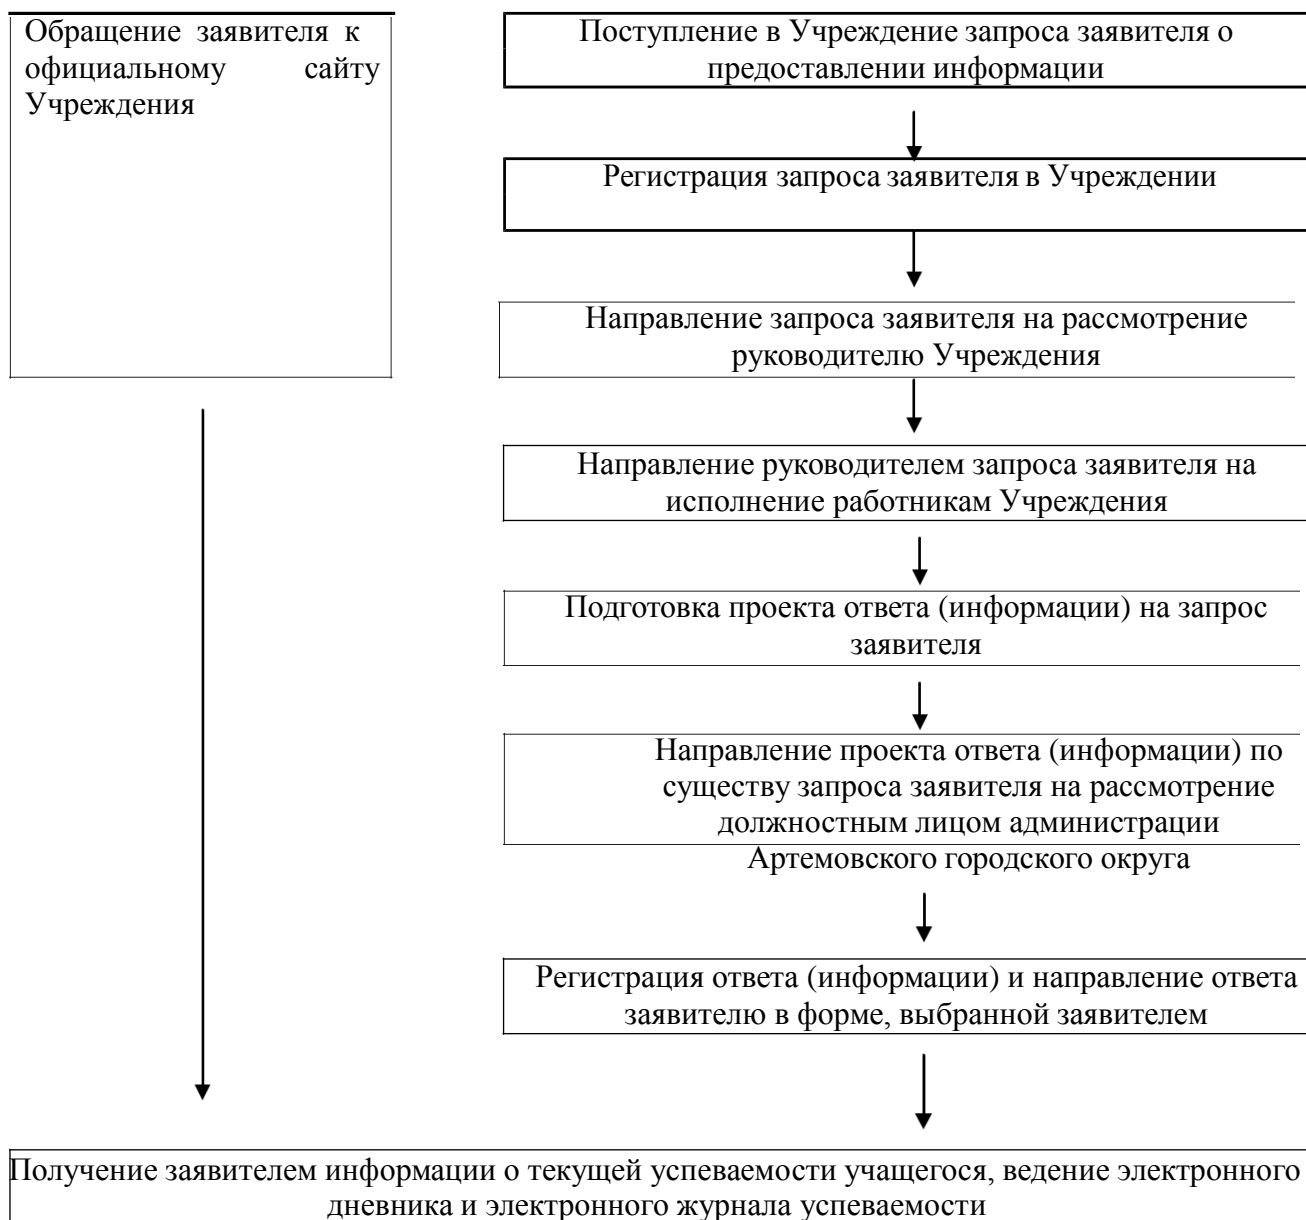 Обращение заявителя к
официальному сайту
Учреждения
Поступление в Учреждение запроса заявителя о
предоставлении информации
Регистрация запроса заявителя в Учреждении
Направление запроса заявителя на рассмотрение
руководителю Учреждения
Направление руководителем запроса заявителя на
исполнение работникам Учреждения
Подготовка проекта ответа (информации) на запрос
заявителя
Направление проекта ответа (информации) по
существу запроса заявителя на рассмотрение
должностным лицом администрации
Артемовского городского округа
Регистрация ответа (информации) и направление ответа
заявителю в форме, выбранной заявителем
Получение заявителем информации о текущей успеваемости учащегося, ведение электронного
дневника и электронного журнала успеваемости